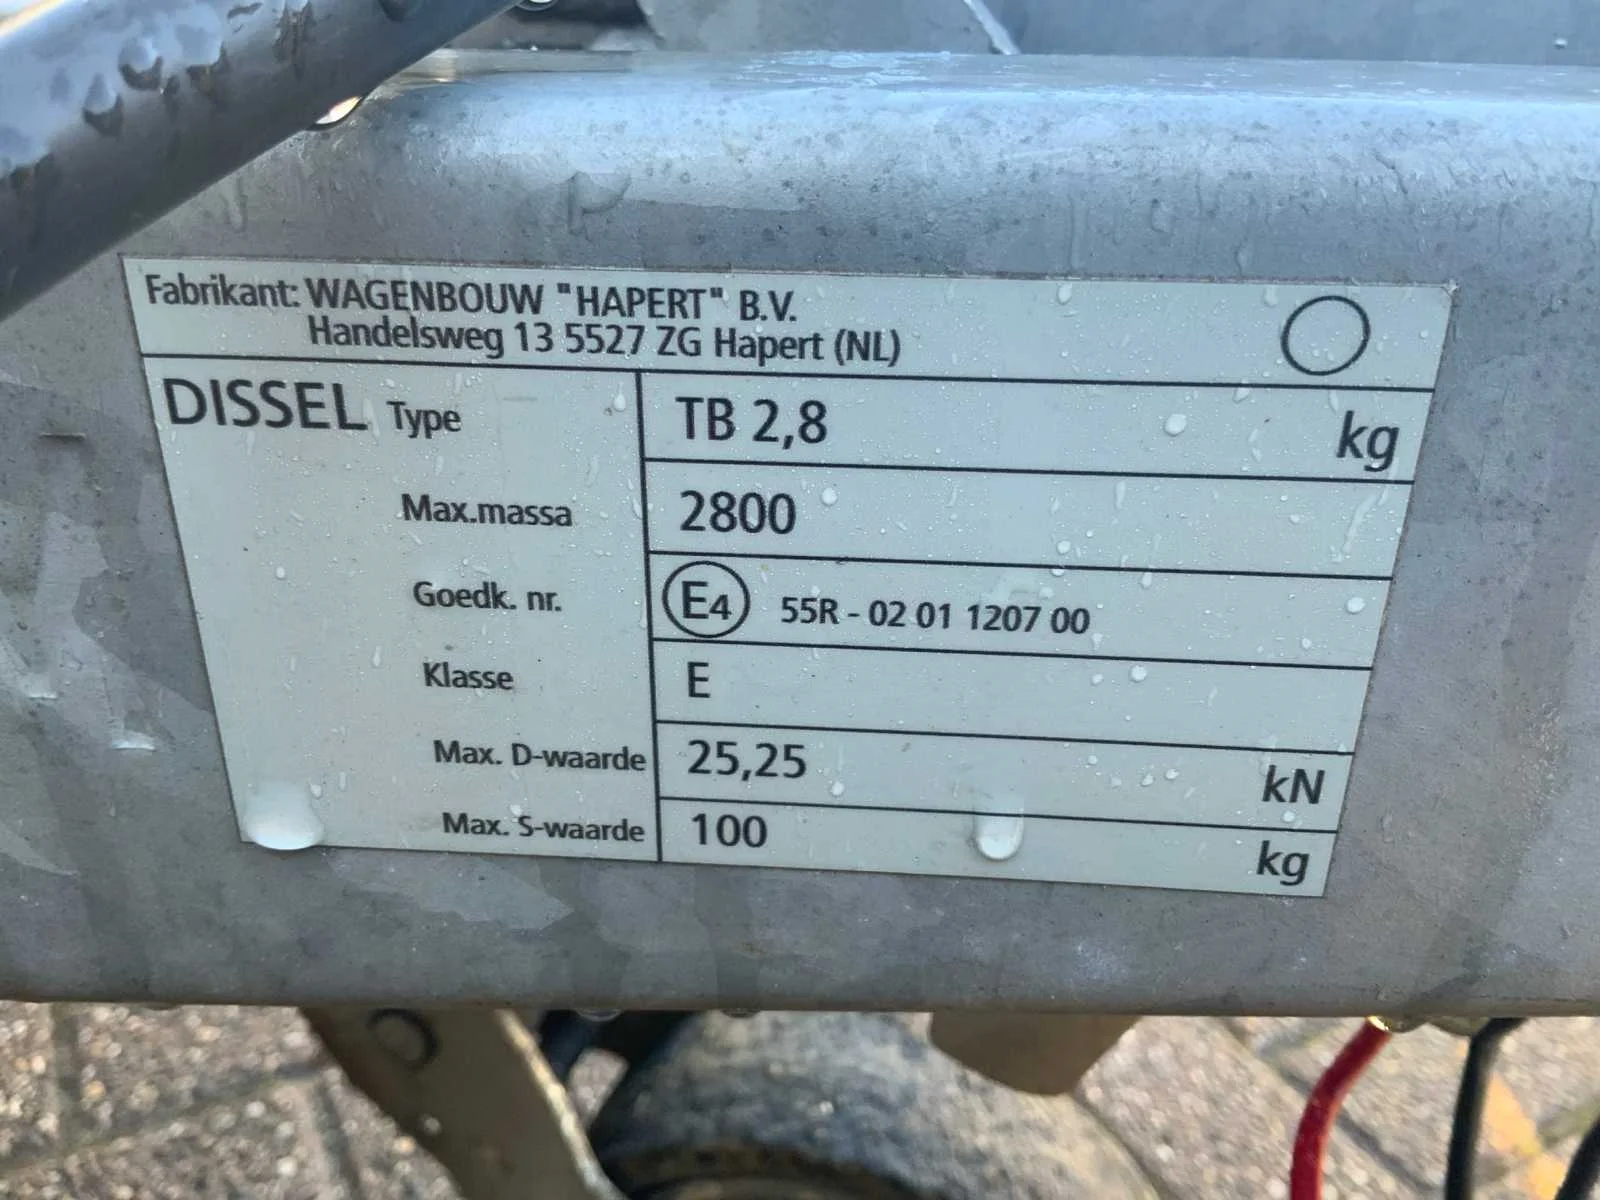 Fabrikant: WAGENBOUW "HAPERT" B.V.
Handelsweg 13 5527 ZG Hapert (NL)
DISSEL Type TB 2,8 kg
Max.massa 2800
Goedk. nr. E4 55R - 02 01 1207 00
Klasse E
Max. D-waarde 25,25 kN
Max. S-waarde 100 kg